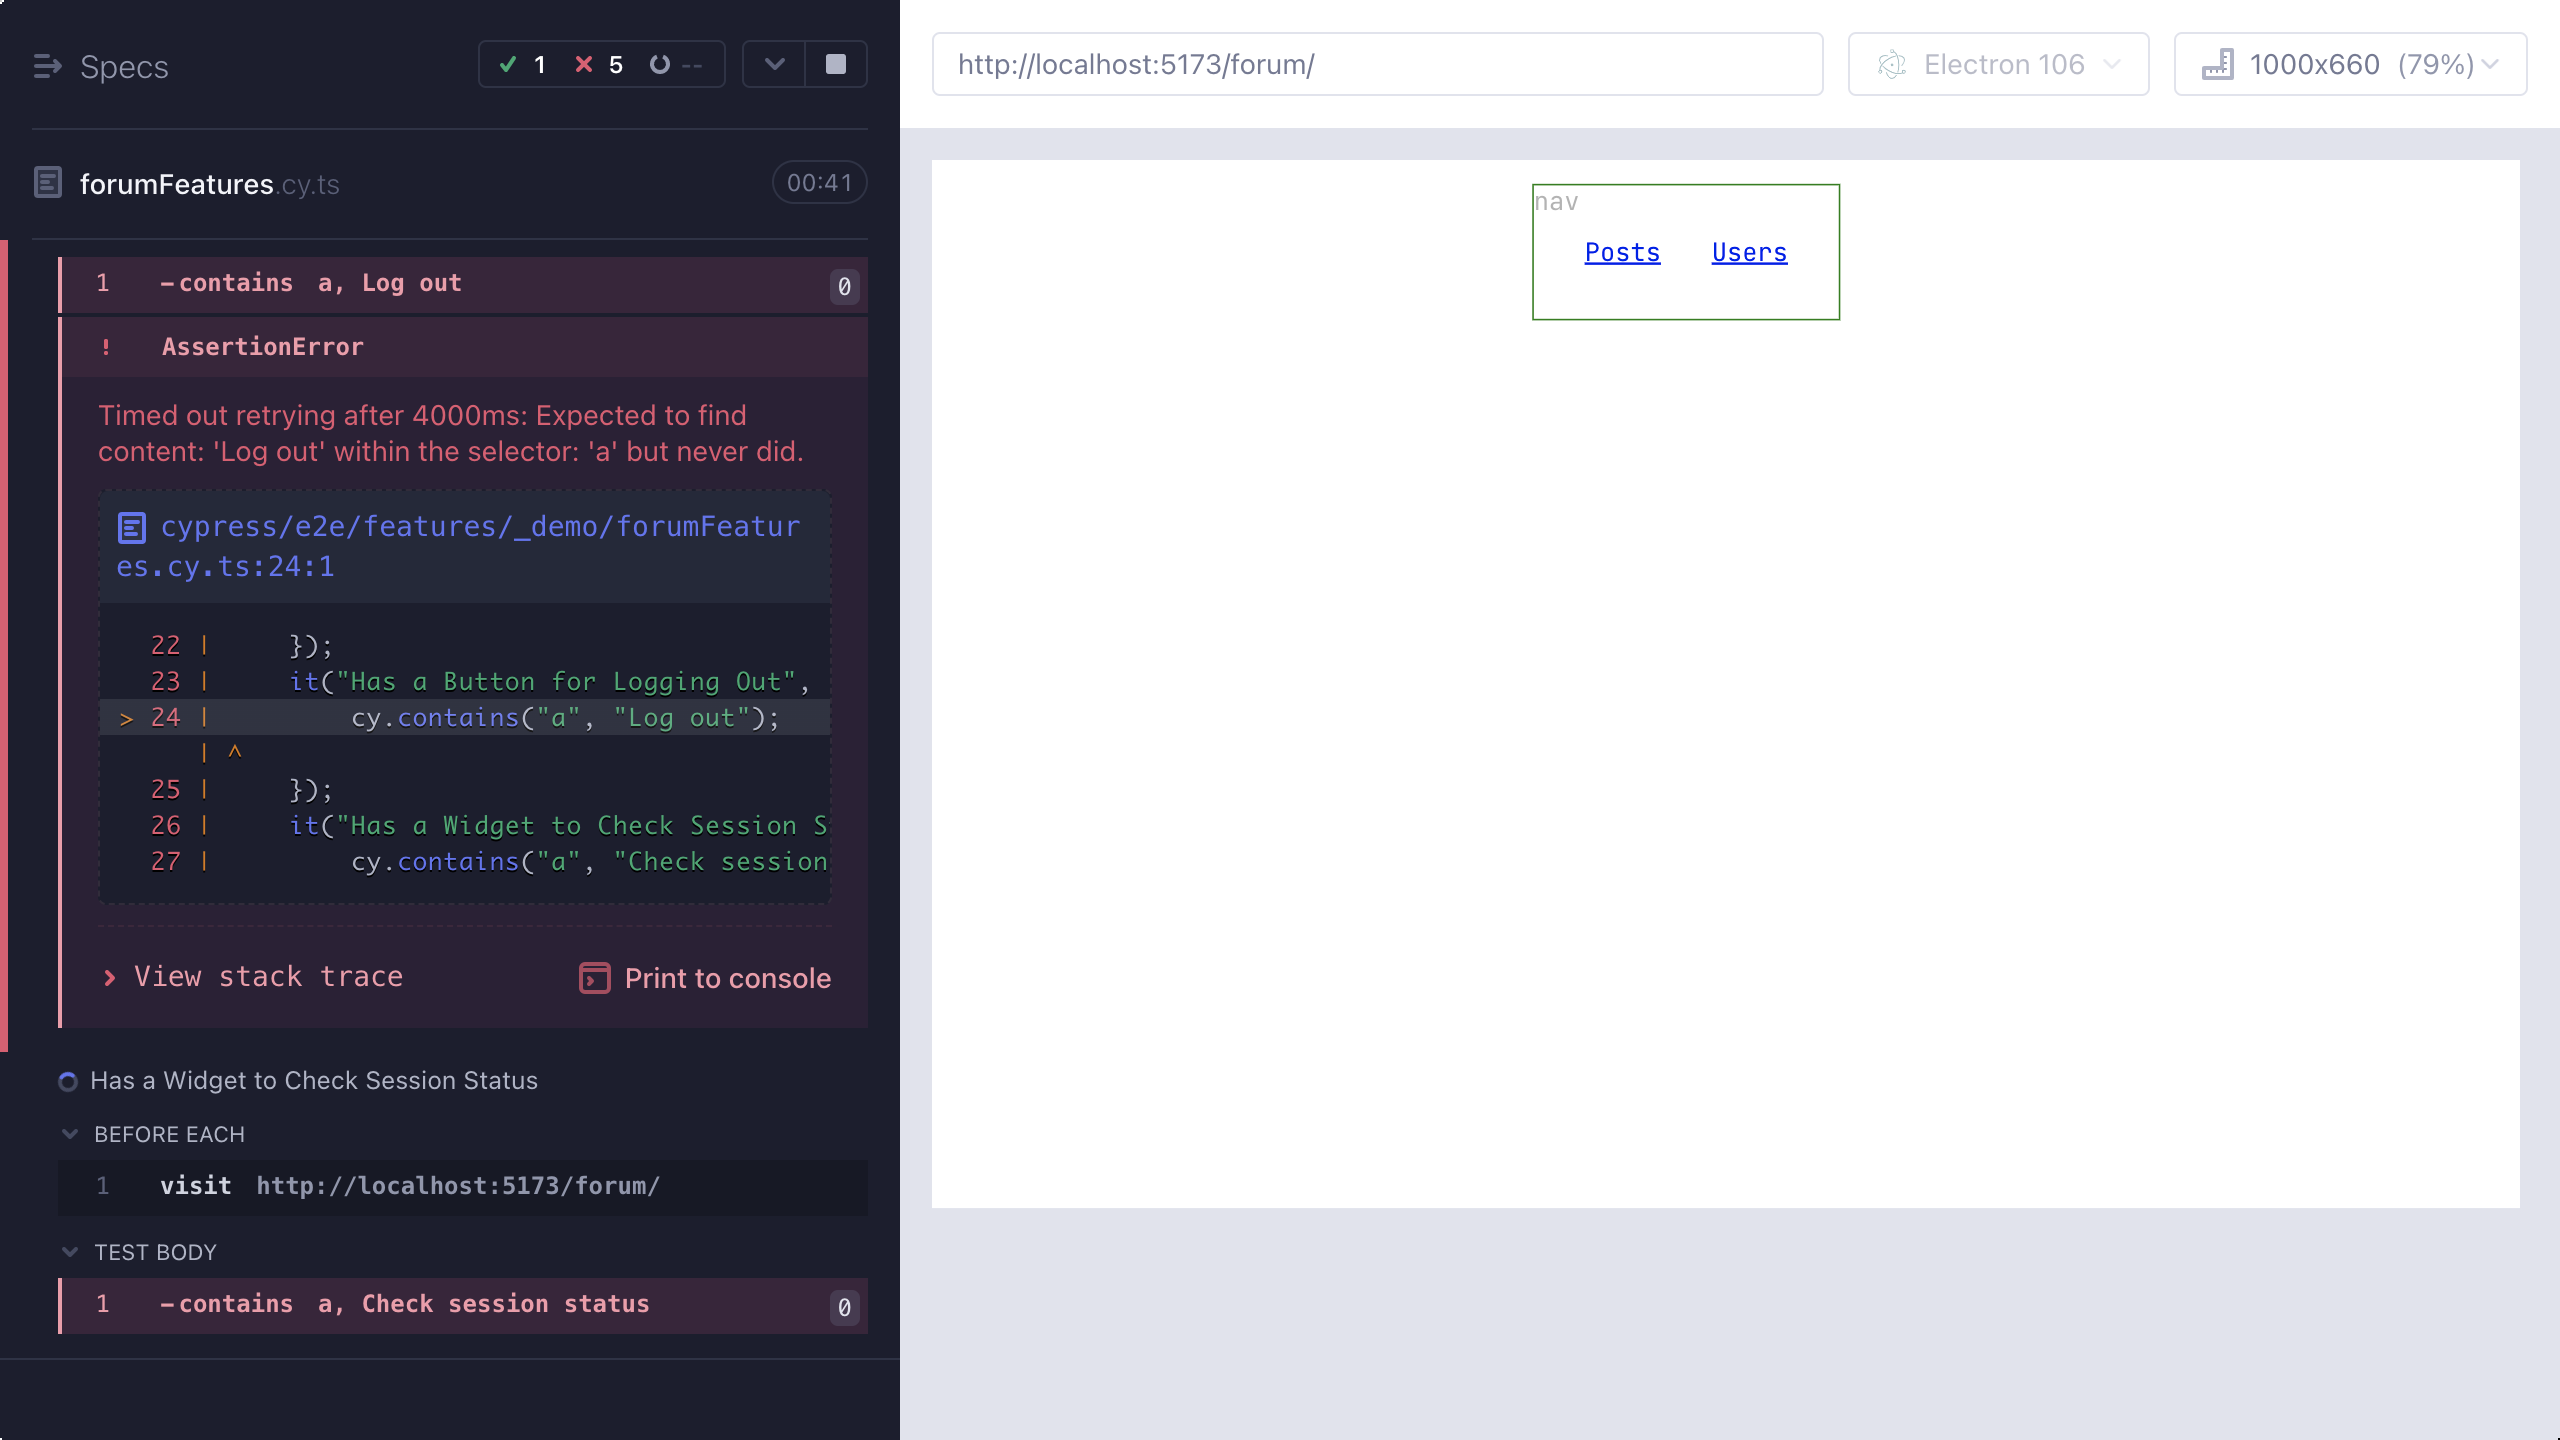 Specs
1 5 --
forumFeatures.cy.ts 00:41
1 -contains a, Log out 0
! AssertionError
Timed out retrying after 4000ms: Expected to find
content: 'Log out' within the selector: 'a' but never did.
cypress/e2e/features/_demo/forumFeatur
es.cy.ts:24:1
22 | });
23 | it("Has a Button for Logging Out",
> 24 | cy.contains("a", "Log out");
| ^
25 | });
26 | it("Has a Widget to Check Session S
27 | cy.contains("a", "Check session
View stack trace
Print to console
Has a Widget to Check Session Status
BEFORE EACH
1 visit http://localhost:5173/forum/
TEST BODY
1 -contains a, Check session status 0
http://localhost:5173/forum/
Electron 106
1000x660 (79%)
nav
Posts Users